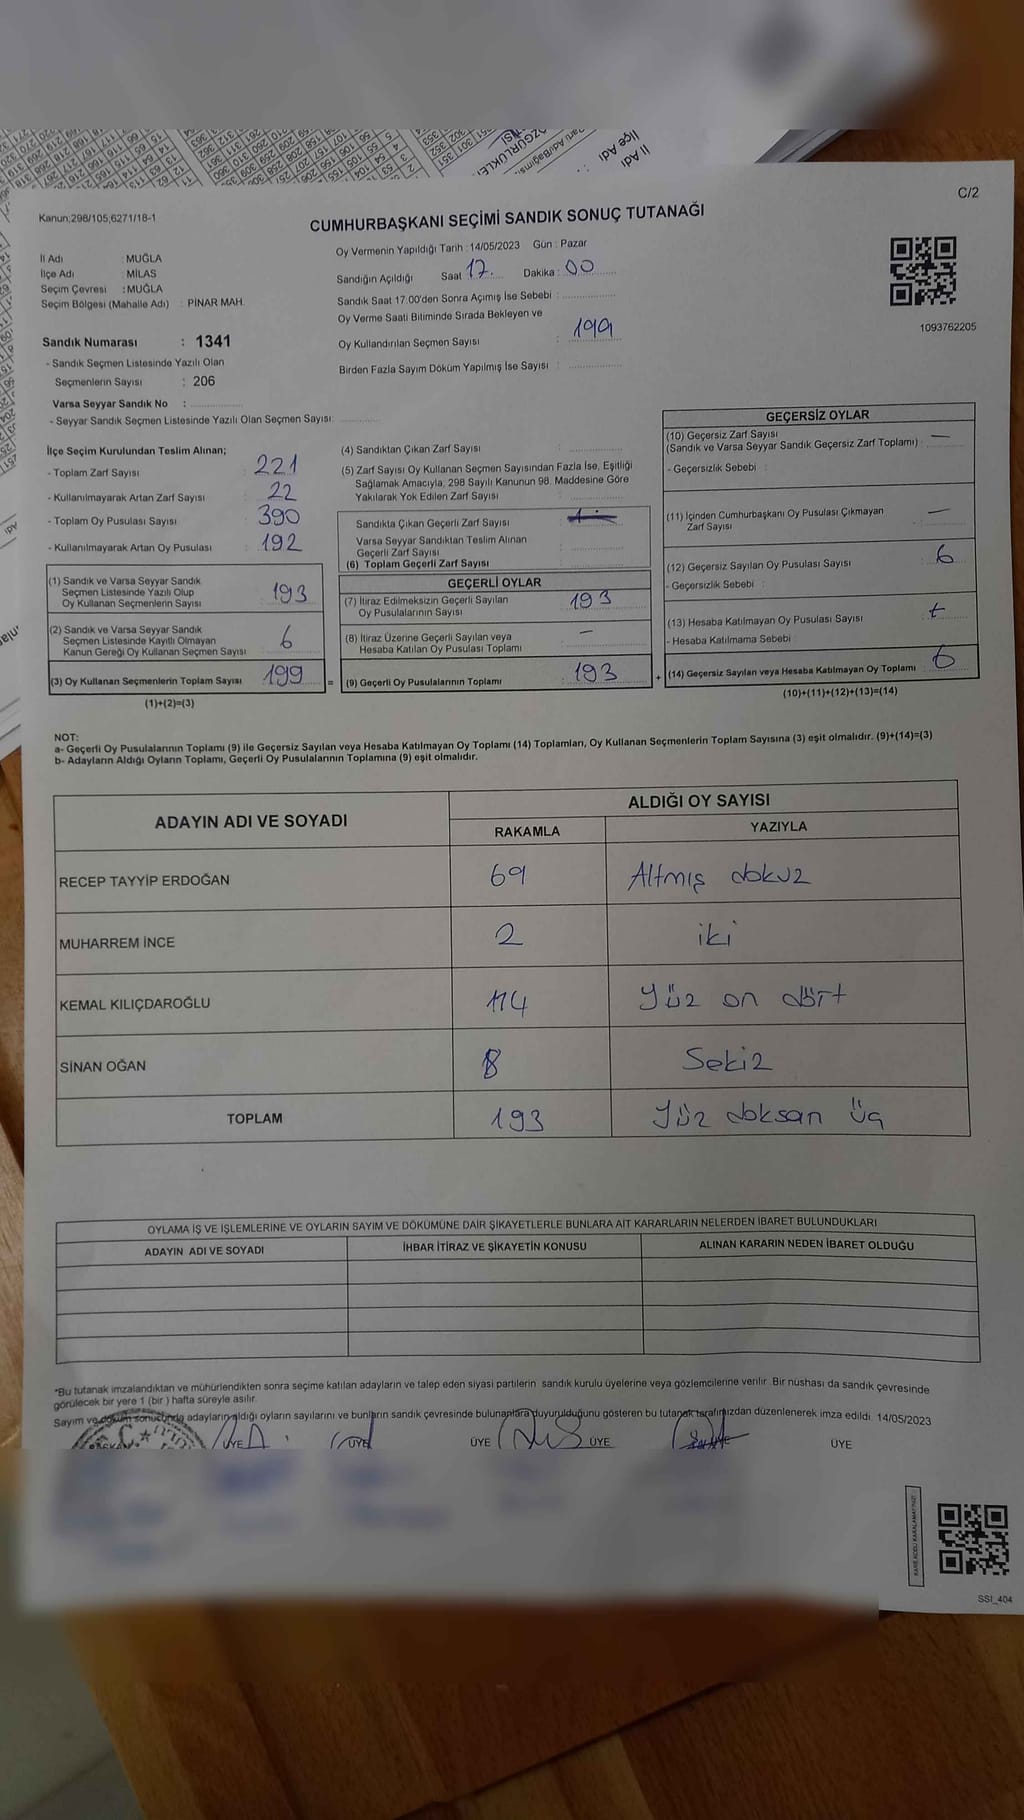 C/2
Kanun;298/105,6271/18-1
CUMHURBAŞKANI SEÇİMİ SANDIK SONUÇ TUTANAĞI
İl Adı : MUĞLA
İlçe Adı : MİLAS
Seçim Çevresi : MUĞLA
Seçim Bölgesi (Mahalle Adı) : PİNAR MAH.
Sandık Numarası : 1341
- Sandık Seçmen Listesinde Yazılı Olan
Seçmenlerin Sayısı : 206
Varsa Seyyar Sandık No :
- Seyyar Sandık Seçmen Listesinde Yazılı Olan Seçmen Sayısı:
Oy Vermenin Yapıldığı Tarih :14/05/2023 Gün : Pazar
Sandığın Açıldığı Saat 17. Dakika : 00
Sandık Saat 17.00'den Sonra Açımış İse Sebebi :
Oy Verme Saati Bitiminde Sırada Bekleyen ve
Oy Kullandırılan Seçmen Sayısı : 199
Birden Fazla Sayım Döküm Yapılmış İse Sayısı :
1093762205
İlçe Seçim Kurulundan Teslim Alınan;
- Toplam Zarf Sayısı : 221
- Kullanılmayarak Artan Zarf Sayısı : 22
- Toplam Oy Pusulası Sayısı : 390
- Kullanılmayarak Artan Oy Pusulası : 192
(1) Sandık ve Varsa Seyyar Sandık
Seçmen Listesinde Yazılı Olup
Oy Kullanan Seçmenlerin Sayısı : 193
(2) Sandık ve Varsa Seyyar Sandık
Seçmen Listesinde Kayıtlı Olmayan
Kanun Gereği Oy Kullanan Seçmen Sayısı : 6
(3) Oy Kullanan Seçmenlerin Toplam Sayısı : 199
(1)+(2)=(3)
=
(4) Sandıktan Çıkan Zarf Sayısı :
(5) Zarf Sayısı Oy Kullanan Seçmen Sayısından Fazla İse, Eşitliği
Sağlamak Amacıyla, 298 Sayılı Kanunun 98. Maddesine Göre
Yakılarak Yok Edilen Zarf Sayısı
Sandıkta Çıkan Geçerli Zarf Sayısı
Varsa Seyyar Sandıktan Teslim Alınan
Geçerli Zarf Sayısı
(6) Toplam Geçerli Zarf Sayısı
GEÇERLİ OYLAR
(7) İtiraz Edilmeksizin Geçerli Sayılan
Oy Pusulalarının Sayısı : 193
(8) İtiraz Üzerine Geçerli Sayılan veya
Hesaba Katılan Oy Pusulası Toplamı : —
(9) Geçerli Oy Pusulalarının Toplamı : 193
+
GEÇERSİZ OYLAR
(10) Geçersiz Zarf Sayısı
(Sandık ve Varsa Seyyar Sandık Geçersiz Zarf Toplamı) : —
- Geçersizlik Sebebi :
(11) İçinden Cumhurbaşkanı Oy Pusulası Çıkmayan
Zarf Sayısı : —
(12) Geçersiz Sayılan Oy Pusulası Sayısı : 6
- Geçersizlik Sebebi :
(13) Hesaba Katılmayan Oy Pusulası Sayısı
- Hesaba Katılmama Sebebi :
(14) Geçersiz Sayılan veya Hesaba Katılmayan Oy Toplamı : 6
(10)+(11)+(12)+(13)=(14)
NOT:
a- Geçerli Oy Pusulalarının Toplamı (9) ile Geçersiz Sayılan veya Hesaba Katılmayan Oy Toplamı (14) Toplamları, Oy Kullanan Seçmenlerin Toplam Sayısına (3) eşit olmalıdır. (9)+(14)=(3)
b- Adayların Aldığı Oyların Toplamı, Geçerli Oy Pusulalarının Toplamına (9) eşit olmalıdır.
ADAYIN ADI VE SOYADI ALDIĞI OY SAYISI
RAKAMLA YAZIYLA
RECEP TAYYİP ERDOĞAN 69 Altmış dokuz
MUHARREM İNCE 2 iki
KEMAL KILIÇDAROĞLU 114 Yüz on dört
SİNAN OĞAN 8 Sekiz
TOPLAM 193 Yüz doksan üç
OYLAMA İŞ VE İŞLEMLERİNE VE OYLARIN SAYIM VE DÖKÜMÜNE DAİR ŞİKAYETLERLE BUNLARA AİT KARARLARIN NELERDEN İBARET BULUNDUKLARI
ADAYIN ADI VE SOYADI İHBAR İTİRAZ VE ŞİKAYETİN KONUSU ALINAN KARARIN NEDEN İBARET OLDUĞU
*Bu tutanak imzalandıktan ve mühürlendikten sonra seçime katılan adayların ve talep eden siyasi partilerin sandık kurulu üyelerine veya gözlemcilerine verilir. Bir nüshası da sandık çevresinde
görülecek bir yere 1 (bir ) hafta süreyle asılır.
Sayım ve döküm sonucunda adayların aldığı oyların sayılarını ve bunların sandık çevresinde bulunanlara duyurulduğunu gösteren bu tutanak tarafımızdan düzenlenerek imza edildi. 14/05/2023
BAŞKAN ÜYE ÜYE ÜYE ÜYE ÜYE
SSI_404